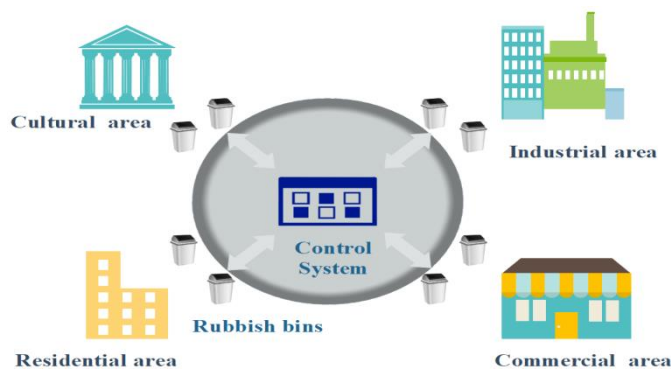 Cultural area
Industrial area
Control
System
Rubbish bins
Residential area
Commercial area